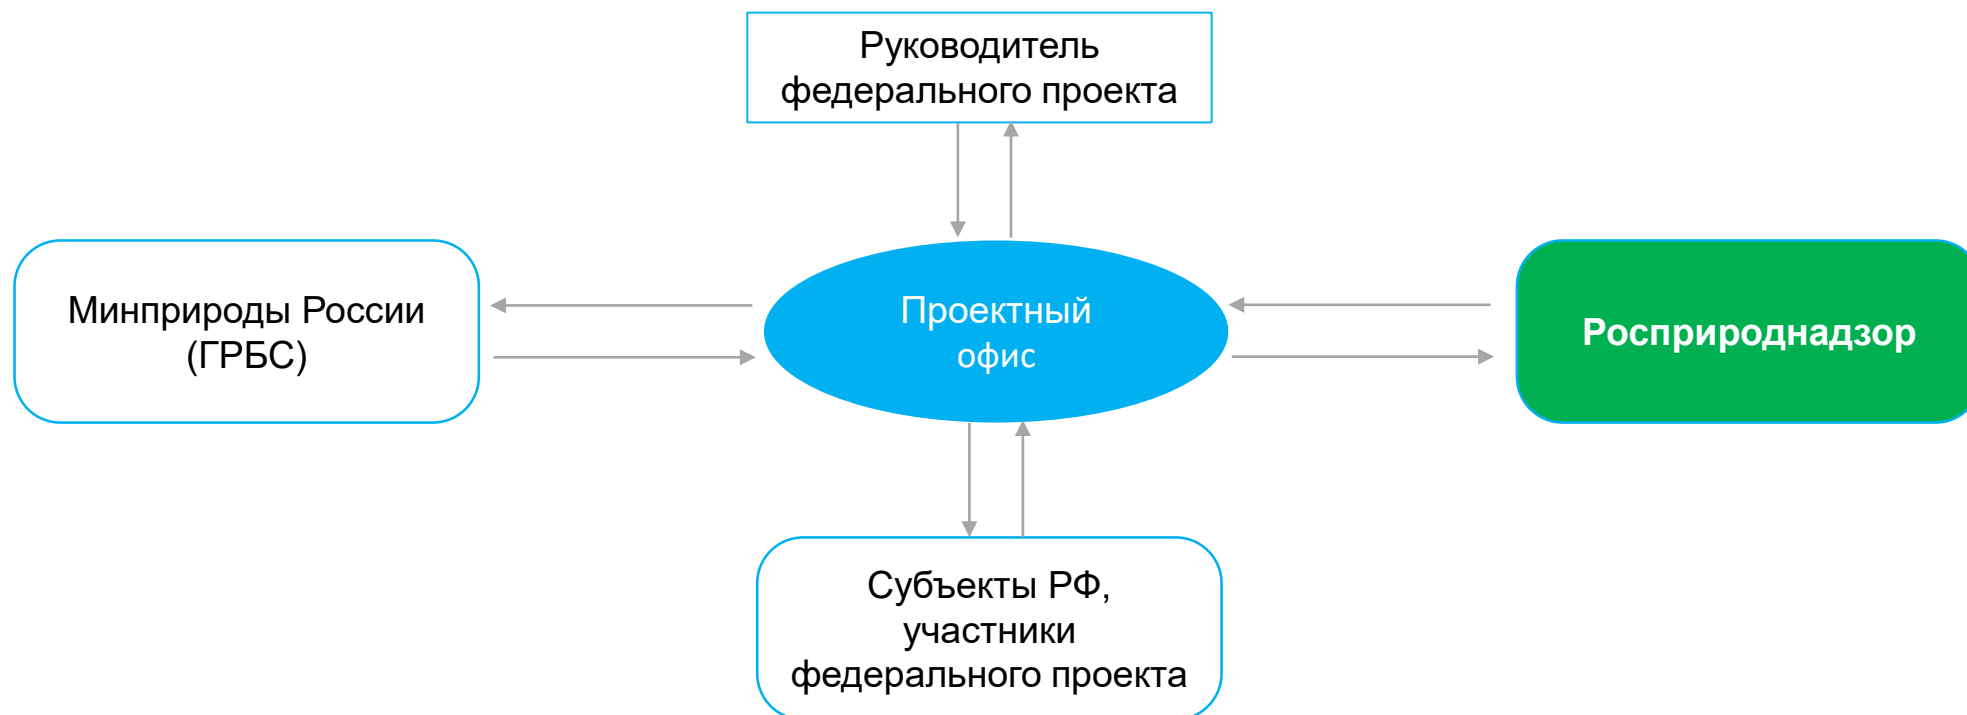 Руководитель
федерального проекта
Минприроды России
(ГРБС)
Проектный
офис
Росприроднадзор
Субъекты РФ,
участники
федерального проекта